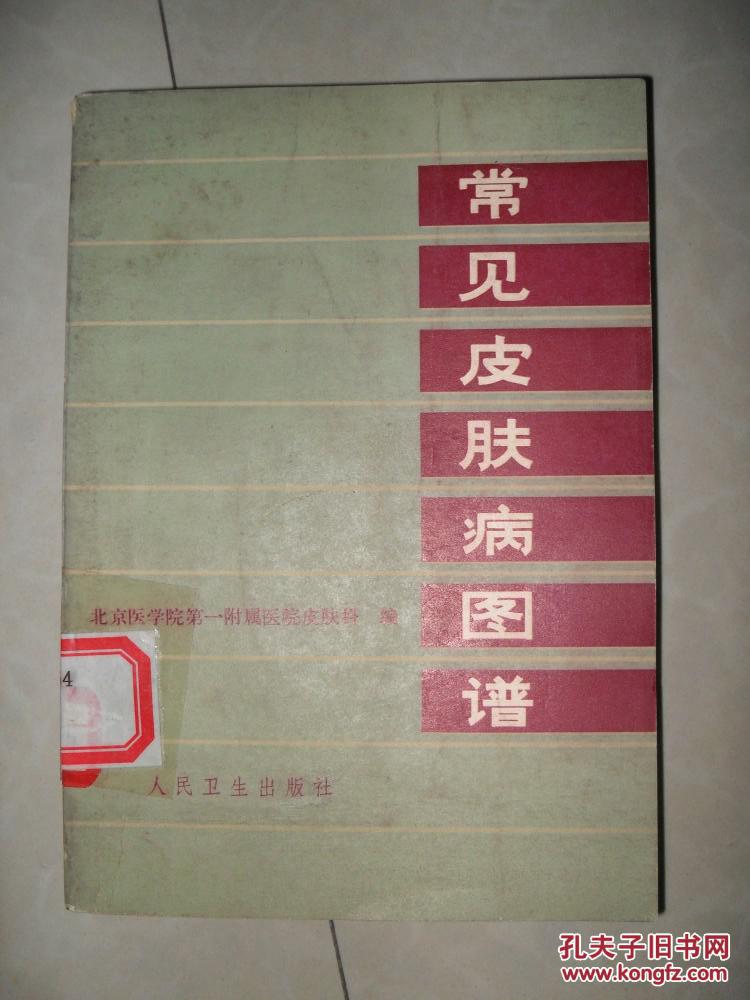 常见皮肤病图谱
北京医学院第一附属医院皮肤科 编
4
人民卫生出版社
孔夫子旧书网
www.kongfz.com